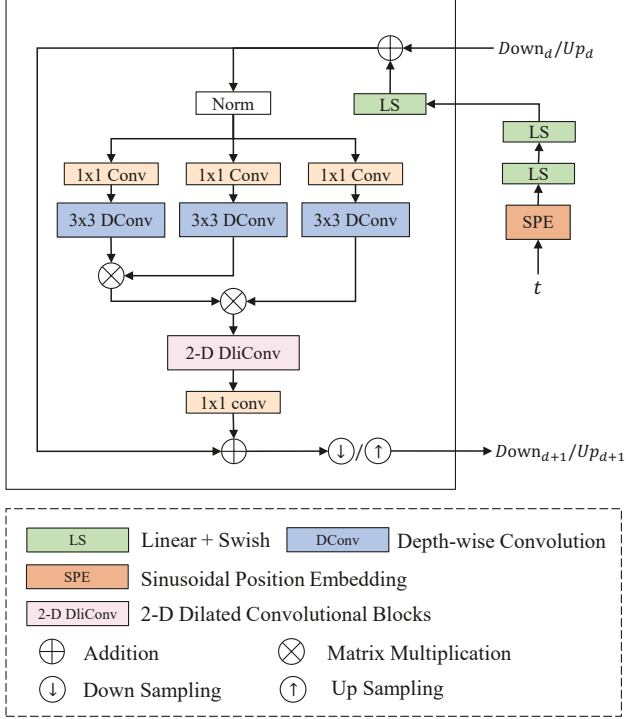 Down_d/Up_d
Norm
LS
LS
1x1 Conv 1x1 Conv 1x1 Conv
LS
3x3 DConv 3x3 DConv 3x3 DConv
SPE
t
2-D DliConv
1x1 conv
/
Down_{d+1}/Up_{d+1}
LS Linear + Swish DConv Depth-wise Convolution
SPE Sinusoidal Position Embedding
2-D DliConv 2-D Dilated Convolutional Blocks
Addition Matrix Multiplication
Down Sampling Up Sampling